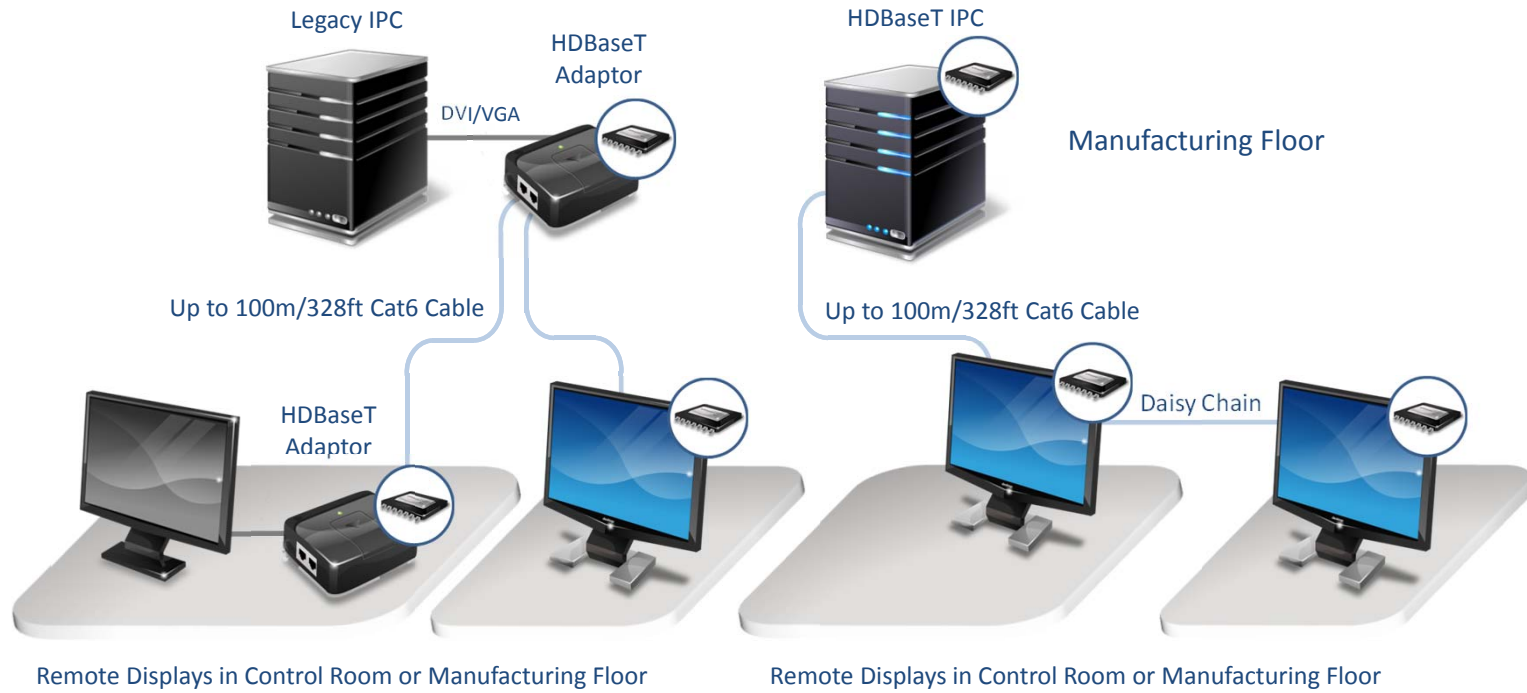 Legacy IPC
HDBaseT
Adaptor
DVI/VGA
HDBaseT IPC
Manufacturing Floor
Up to 100m/328ft Cat6 Cable
Up to 100m/328ft Cat6 Cable
HDBaseT
Adaptor
Daisy Chain
Remote Displays in Control Room or Manufacturing Floor
Remote Displays in Control Room or Manufacturing Floor